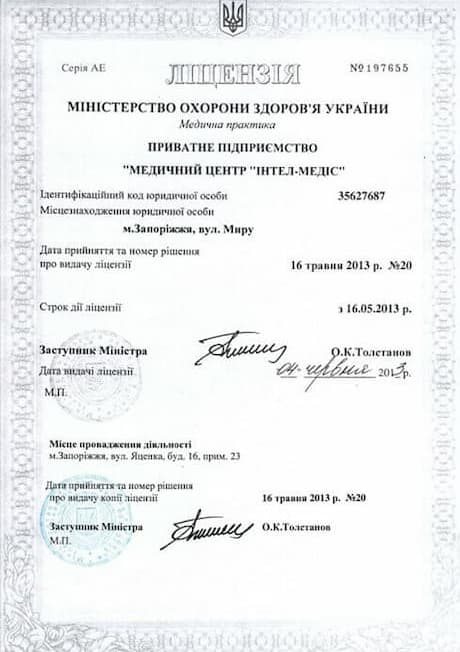 Серія АЕ
ЛІЦЕНЗІЯ
№197655
МІНІСТЕРСТВО ОХОРОНИ ЗДОРОВ'Я УКРАЇНИ
Медична практика
ПРИВАТНЕ ПІДПРИЄМСТВО
"МЕДИЧНИЙ ЦЕНТР "ІНТЕЛ-МЕДІС"
Ідентифікаційний код юридичної особи 35627687
Місцезнаходження юридичної особи
м.Запоріжжя, вул. Миру
Дата прийняття та номер рішення
про видачу ліцензії 16 травня 2013 р. №20
Строк дії ліцензії з 16.05.2013 р.
Заступник Міністра О.К.Толстанов
Дата видачі ліцензії 04 червня 2013р.
М.П.
Місце провадження діяльності
м.Запоріжжя, вул. Яценка, буд. 16, прим. 23
Дата прийняття та номер рішення
про видачу копії ліцензії 16 травня 2013 р. №20
Заступник Міністра О.К.Толстанов
М.П.